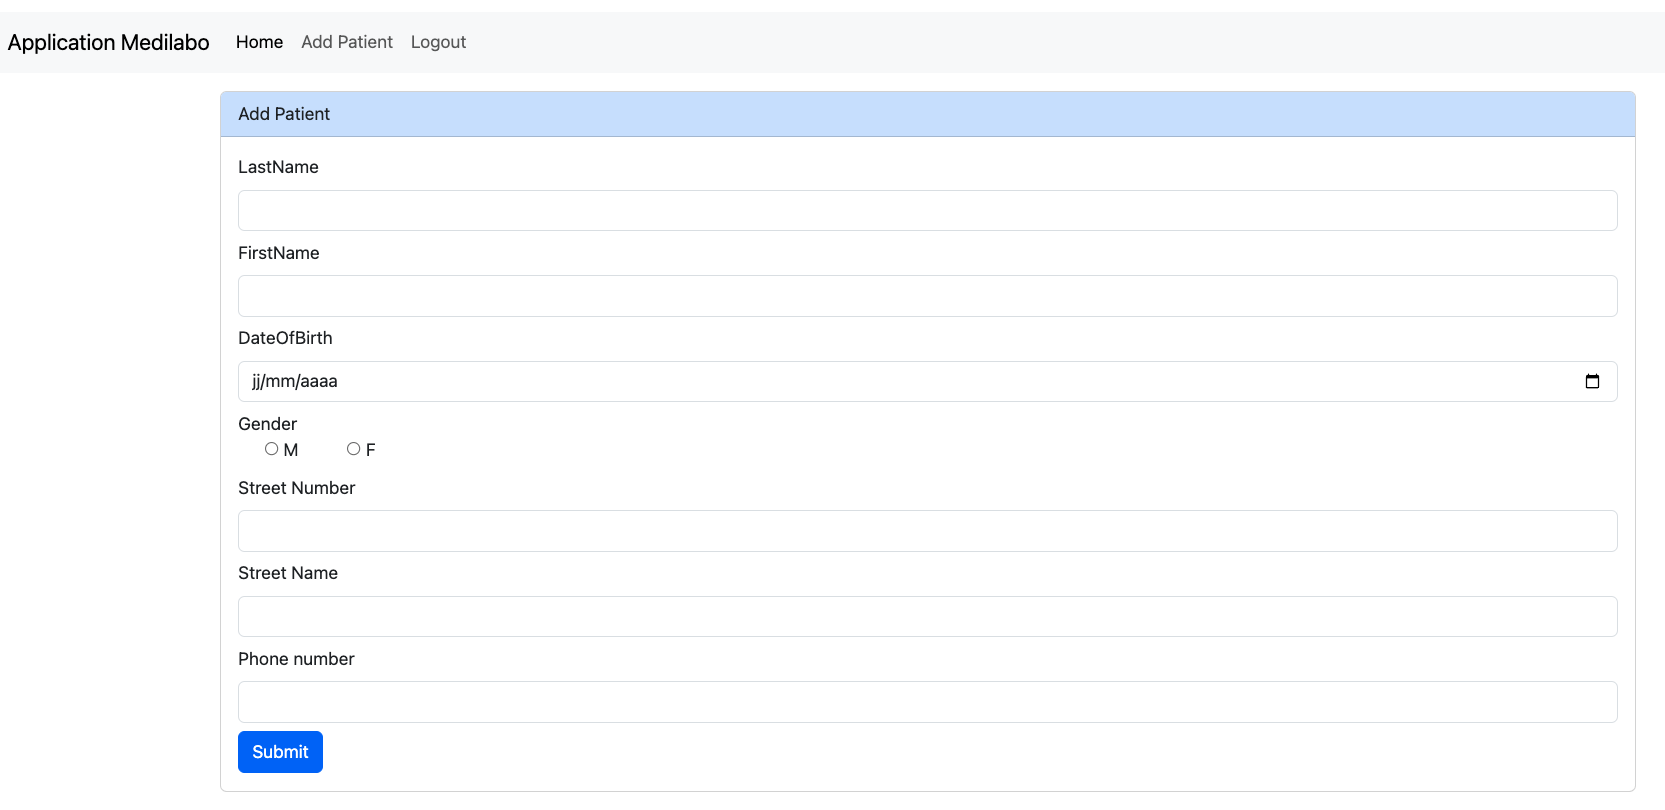 Application Medilabo Home Add Patient Logout
Add Patient
LastName
FirstName
DateOfBirth
jj/mm/aaaa
Gender
M F
Street Number
Street Name
Phone number
Submit